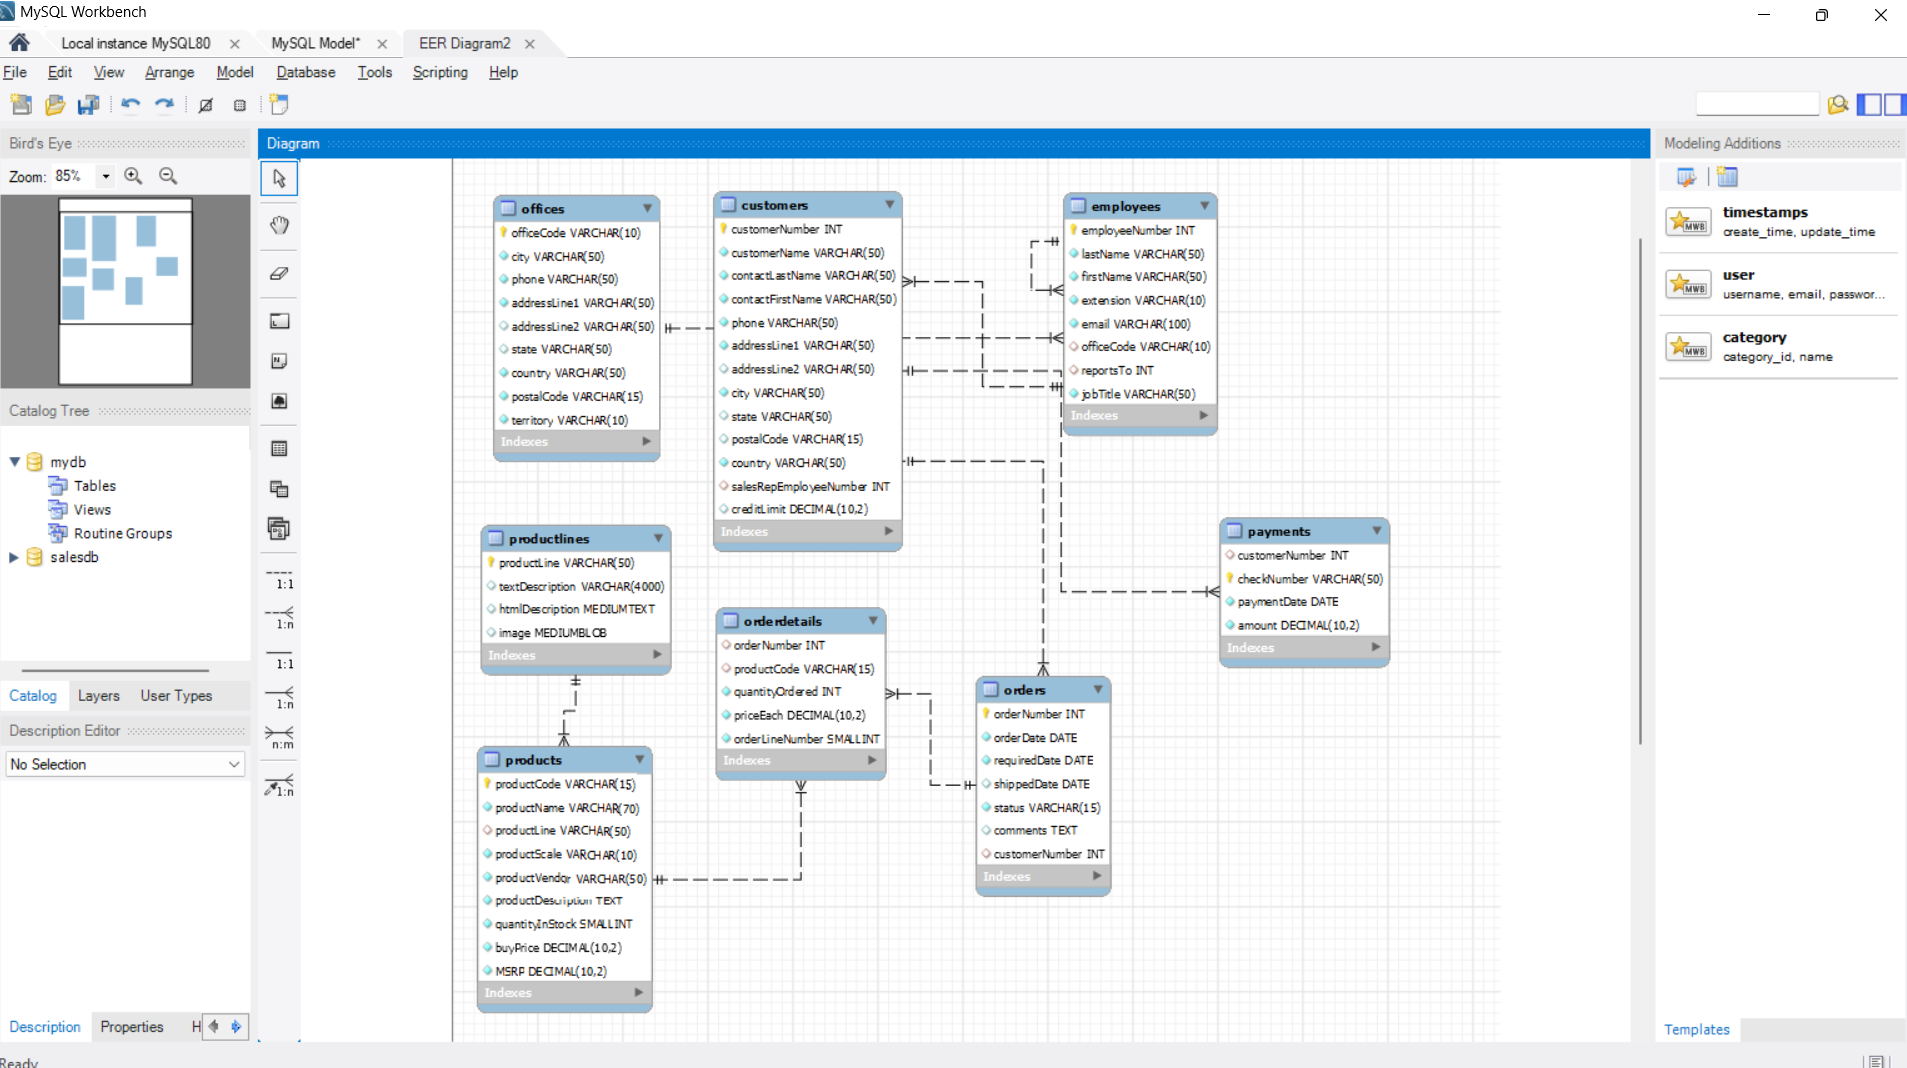 MySQL Workbench
Local instance MySQL80
MySQL Model*
EER Diagram2
File Edit View Arrange Model Database Tools Scripting Help
Bird's Eye
Zoom: 85%
Catalog Tree
mydb
Tables
Views
Routine Groups
salesdb
Catalog Layers User Types
Description Editor
No Selection
Description Properties H
Ready
Diagram
1:1
1:n
1:1
1:n
n:m
1:n
offices
officeCode VARCHAR(10)
city VARCHAR(50)
phone VARCHAR(50)
addressLine1 VARCHAR(50)
addressLine2 VARCHAR(50)
state VARCHAR(50)
country VARCHAR(50)
postalCode VARCHAR(15)
territory VARCHAR(10)
Indexes
customers
customerNumber INT
customerName VARCHAR(50)
contactLastName VARCHAR(50)
contactFirstName VARCHAR(50)
phone VARCHAR(50)
addressLine1 VARCHAR(50)
addressLine2 VARCHAR(50)
city VARCHAR(50)
state VARCHAR(50)
postalCode VARCHAR(15)
country VARCHAR(50)
salesRepEmployeeNumber INT
creditLimit DECIMAL(10,2)
Indexes
employees
employeeNumber INT
lastName VARCHAR(50)
firstName VARCHAR(50)
extension VARCHAR(10)
email VARCHAR(100)
officeCode VARCHAR(10)
reportsTo INT
jobTitle VARCHAR(50)
Indexes
productlines
productLine VARCHAR(50)
textDescription VARCHAR(4000)
htmlDescription MEDIUMTEXT
image MEDIUMBLOB
Indexes
orderdetails
orderNumber INT
productCode VARCHAR(15)
quantityOrdered INT
priceEach DECIMAL(10,2)
orderLineNumber SMALLINT
Indexes
payments
customerNumber INT
checkNumber VARCHAR(50)
paymentDate DATE
amount DECIMAL(10,2)
Indexes
products
productCode VARCHAR(15)
productName VARCHAR(70)
productLine VARCHAR(50)
productScale VARCHAR(10)
productVendor VARCHAR(50)
productDescription TEXT
quantityInStock SMALLINT
buyPrice DECIMAL(10,2)
MSRP DECIMAL(10,2)
Indexes
orders
orderNumber INT
orderDate DATE
requiredDate DATE
shippedDate DATE
status VARCHAR(15)
comments TEXT
customerNumber INT
Indexes
Modeling Additions
MWB
timestamps
create_time, update_time
MWB
user
username, email, passwor...
MWB
category
category_id, name
Templates